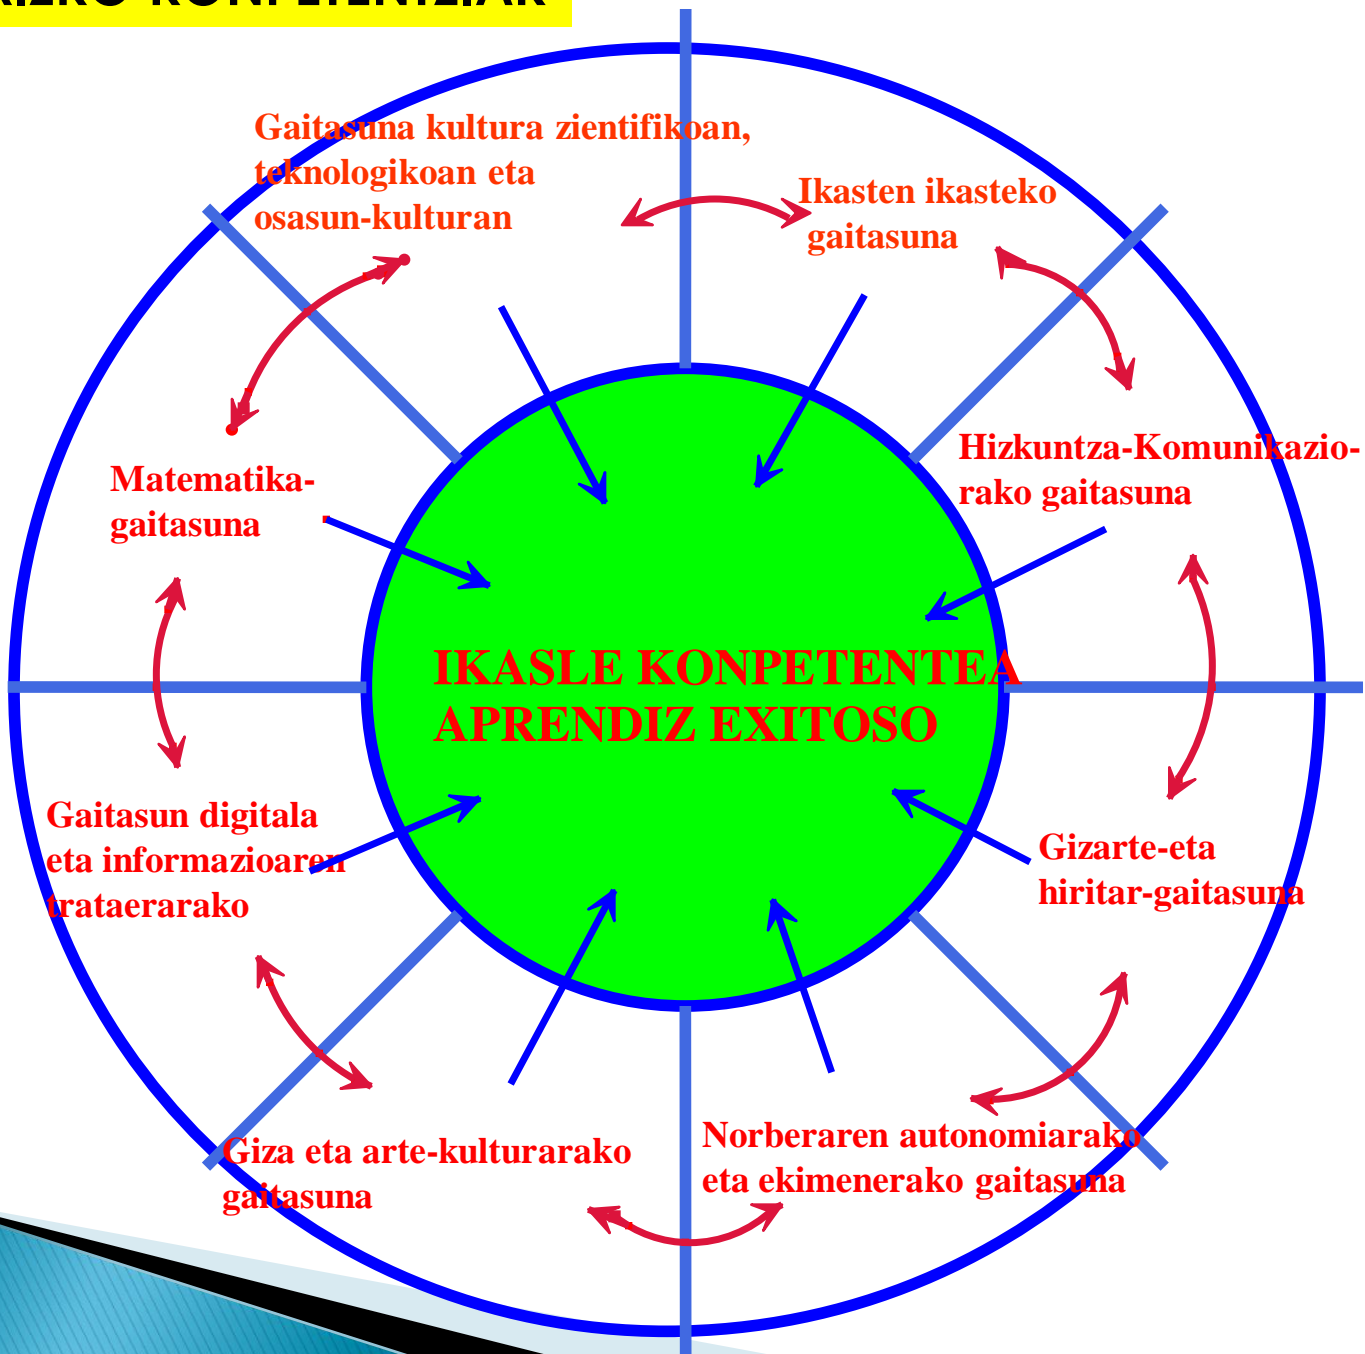 KONPETENTZIAK
Gaitasuna kultura zientifikoan,
teknologikoan eta
osasun-kulturan
Ikasten ikasteko
gaitasuna
Hizkuntza-Komunikazio-
rako gaitasuna
Matematika-
gaitasuna
IKASLE KONPETENTEA
APRENDIZ EXITOSO
Gaitasun digitala
eta informazioaren
trataerarako
Gizarte-eta
hiritar-gaitasuna
Giza eta arte-kulturarako
gaitasuna
Norberaren autonomiarako
eta ekimenerako gaitasuna